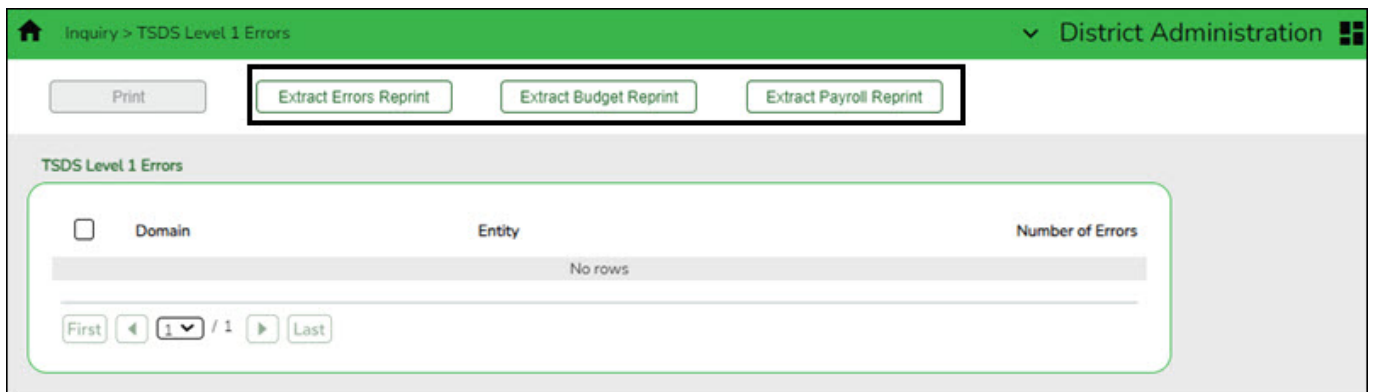 Inquiry > TSDS Level 1 Errors District Administration
Print Extract Errors Reprint Extract Budget Reprint Extract Payroll Reprint
TSDS Level 1 Errors
Domain Entity Number of Errors
No rows
First 1 / 1 Last